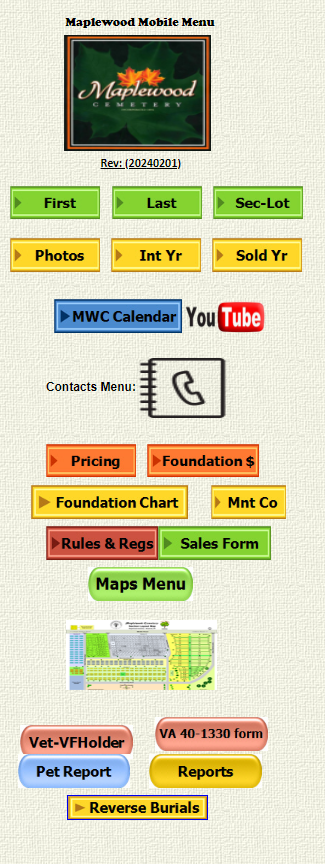 Maplewood Mobile Menu
Maplewood
CEMETERY
Rev: (20240201)
First Last Sec-Lot
Photos Int Yr Sold Yr
MWC Calendar YouTube
Contacts Menu:
Pricing Foundation $
Foundation Chart Mnt Co
Rules & Regs Sales Form
Maps Menu
Vet-VFHolder VA 40-1330 form
Pet Report Reports
Reverse Burials